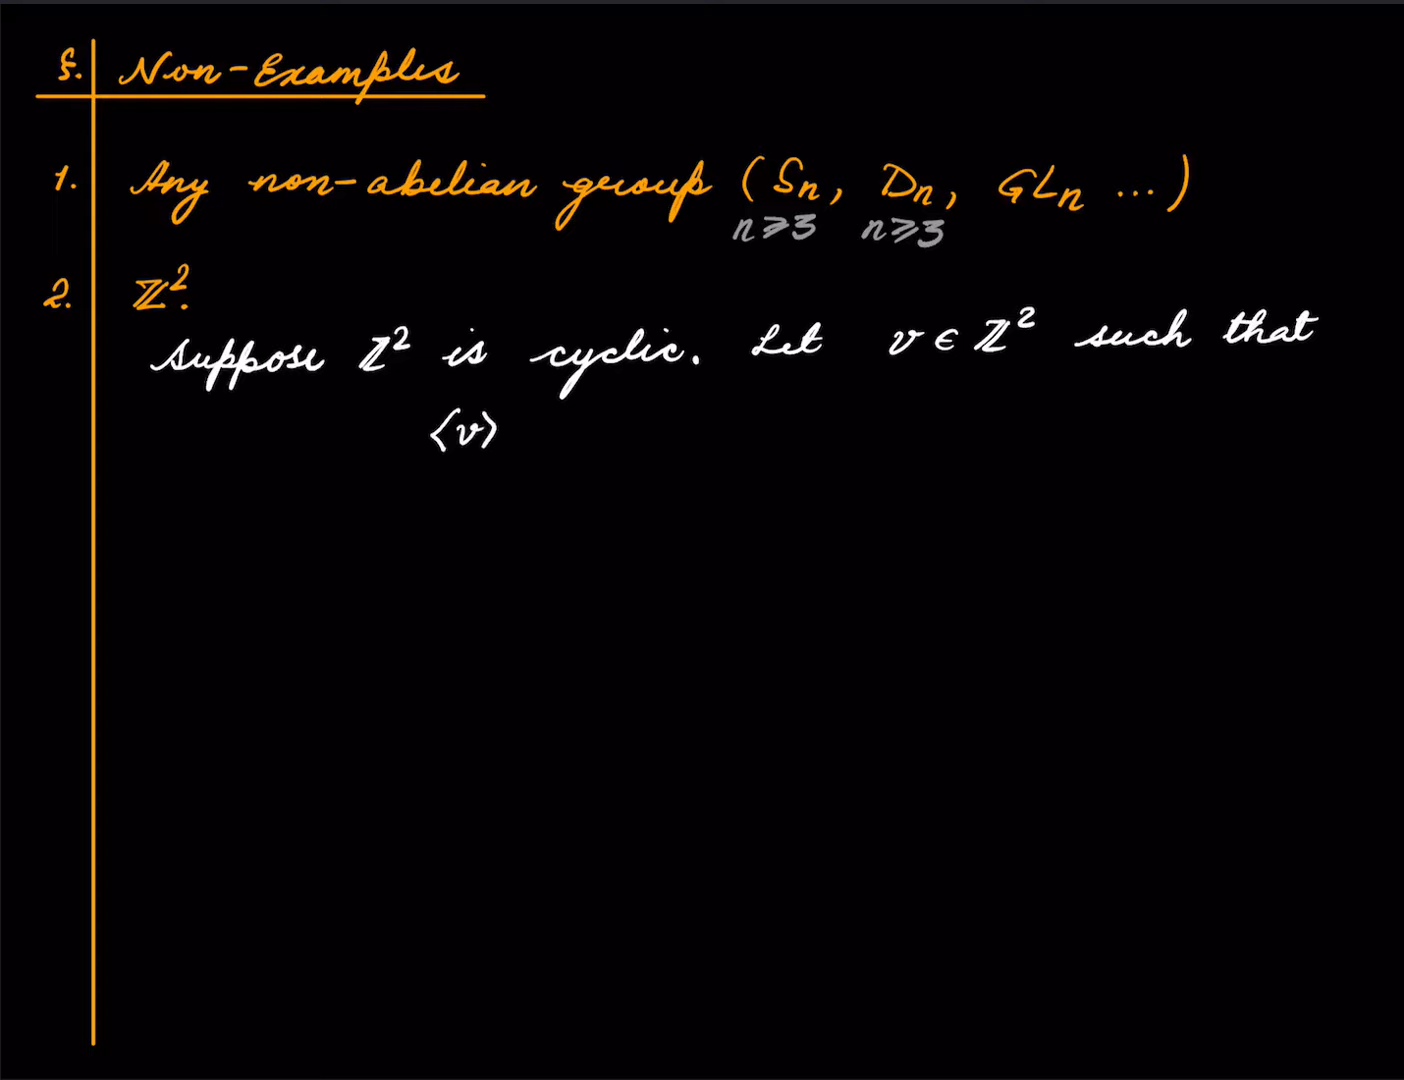 §. Non-Examples
1. Any non-abelian group (Sn, Dn, GLn ...)
n⩾3 n⩾3
2. ℤ².
Suppose ℤ² is cyclic. Let v ∈ ℤ² such that
⟨v⟩